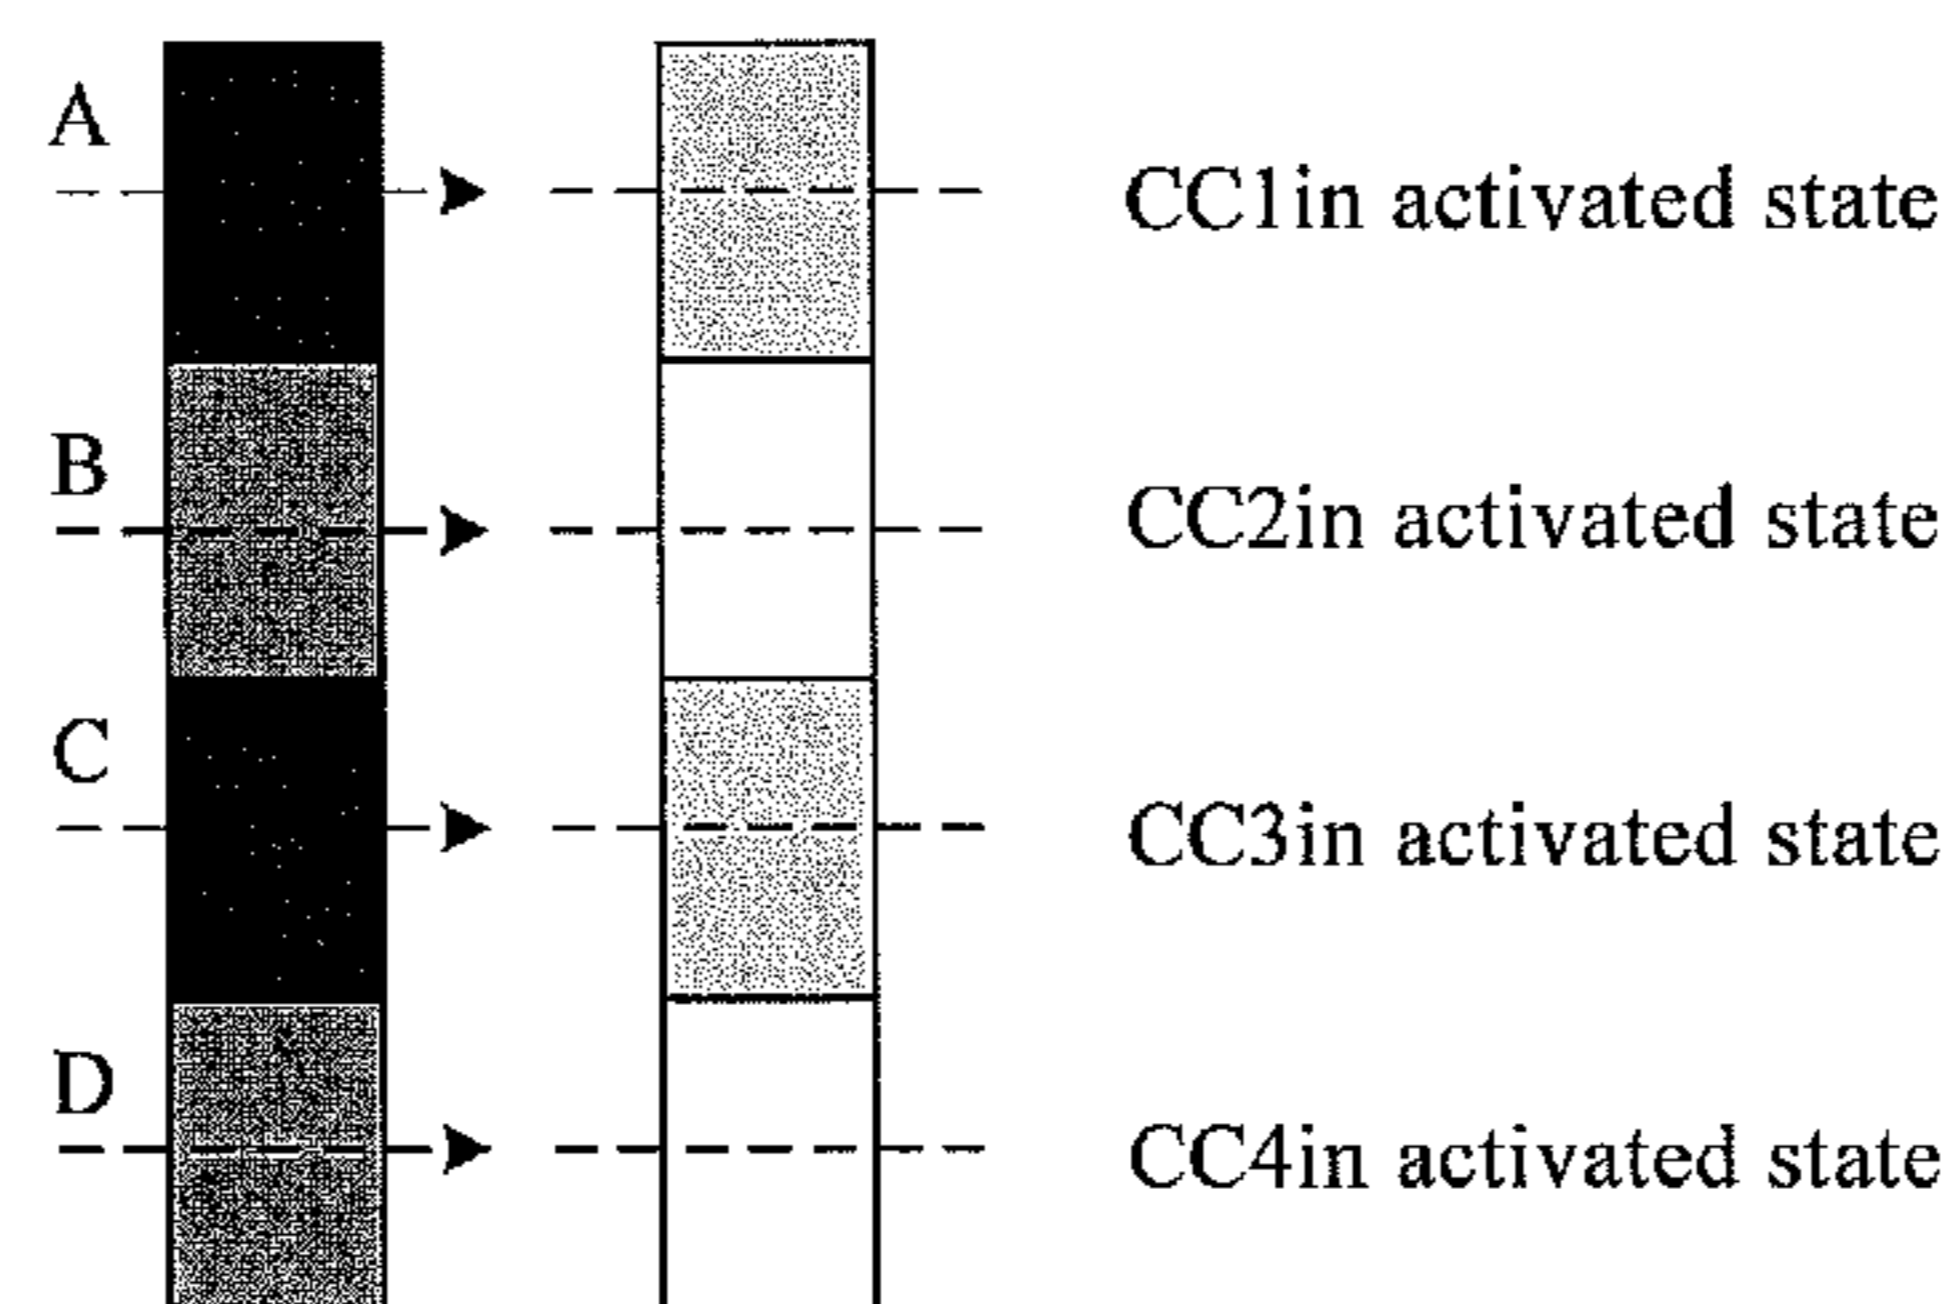 A
CC1in activated state
B
CC2in activated state
C
CC3in activated state
D
CC4in activated state